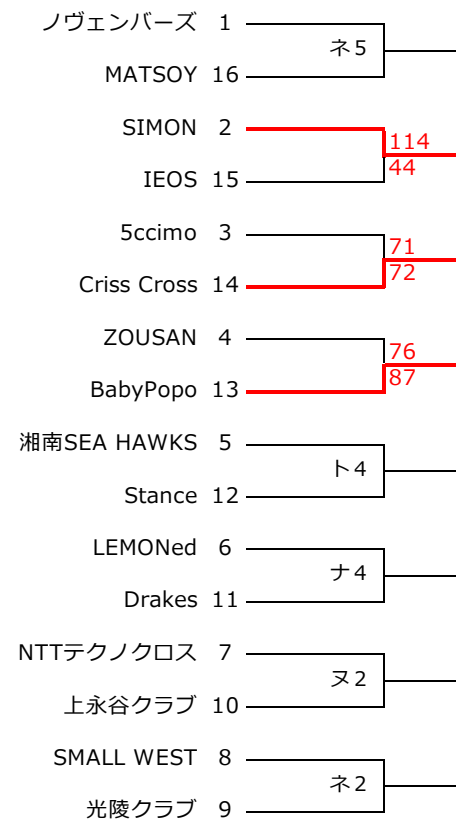 ノヴェンバーズ 1
ネ5
MATSOY 16
SIMON 2
114
44
IEOS 15
5ccimo 3
71
72
Criss Cross 14
ZOUSAN 4
76
87
BabyPopo 13
湘南SEA HAWKS 5
ト4
Stance 12
LEMONed 6
ナ4
Drakes 11
NTTテクノクロス 7
ヌ2
上永谷クラブ 10
SMALL WEST 8
ネ2
光陵クラブ 9